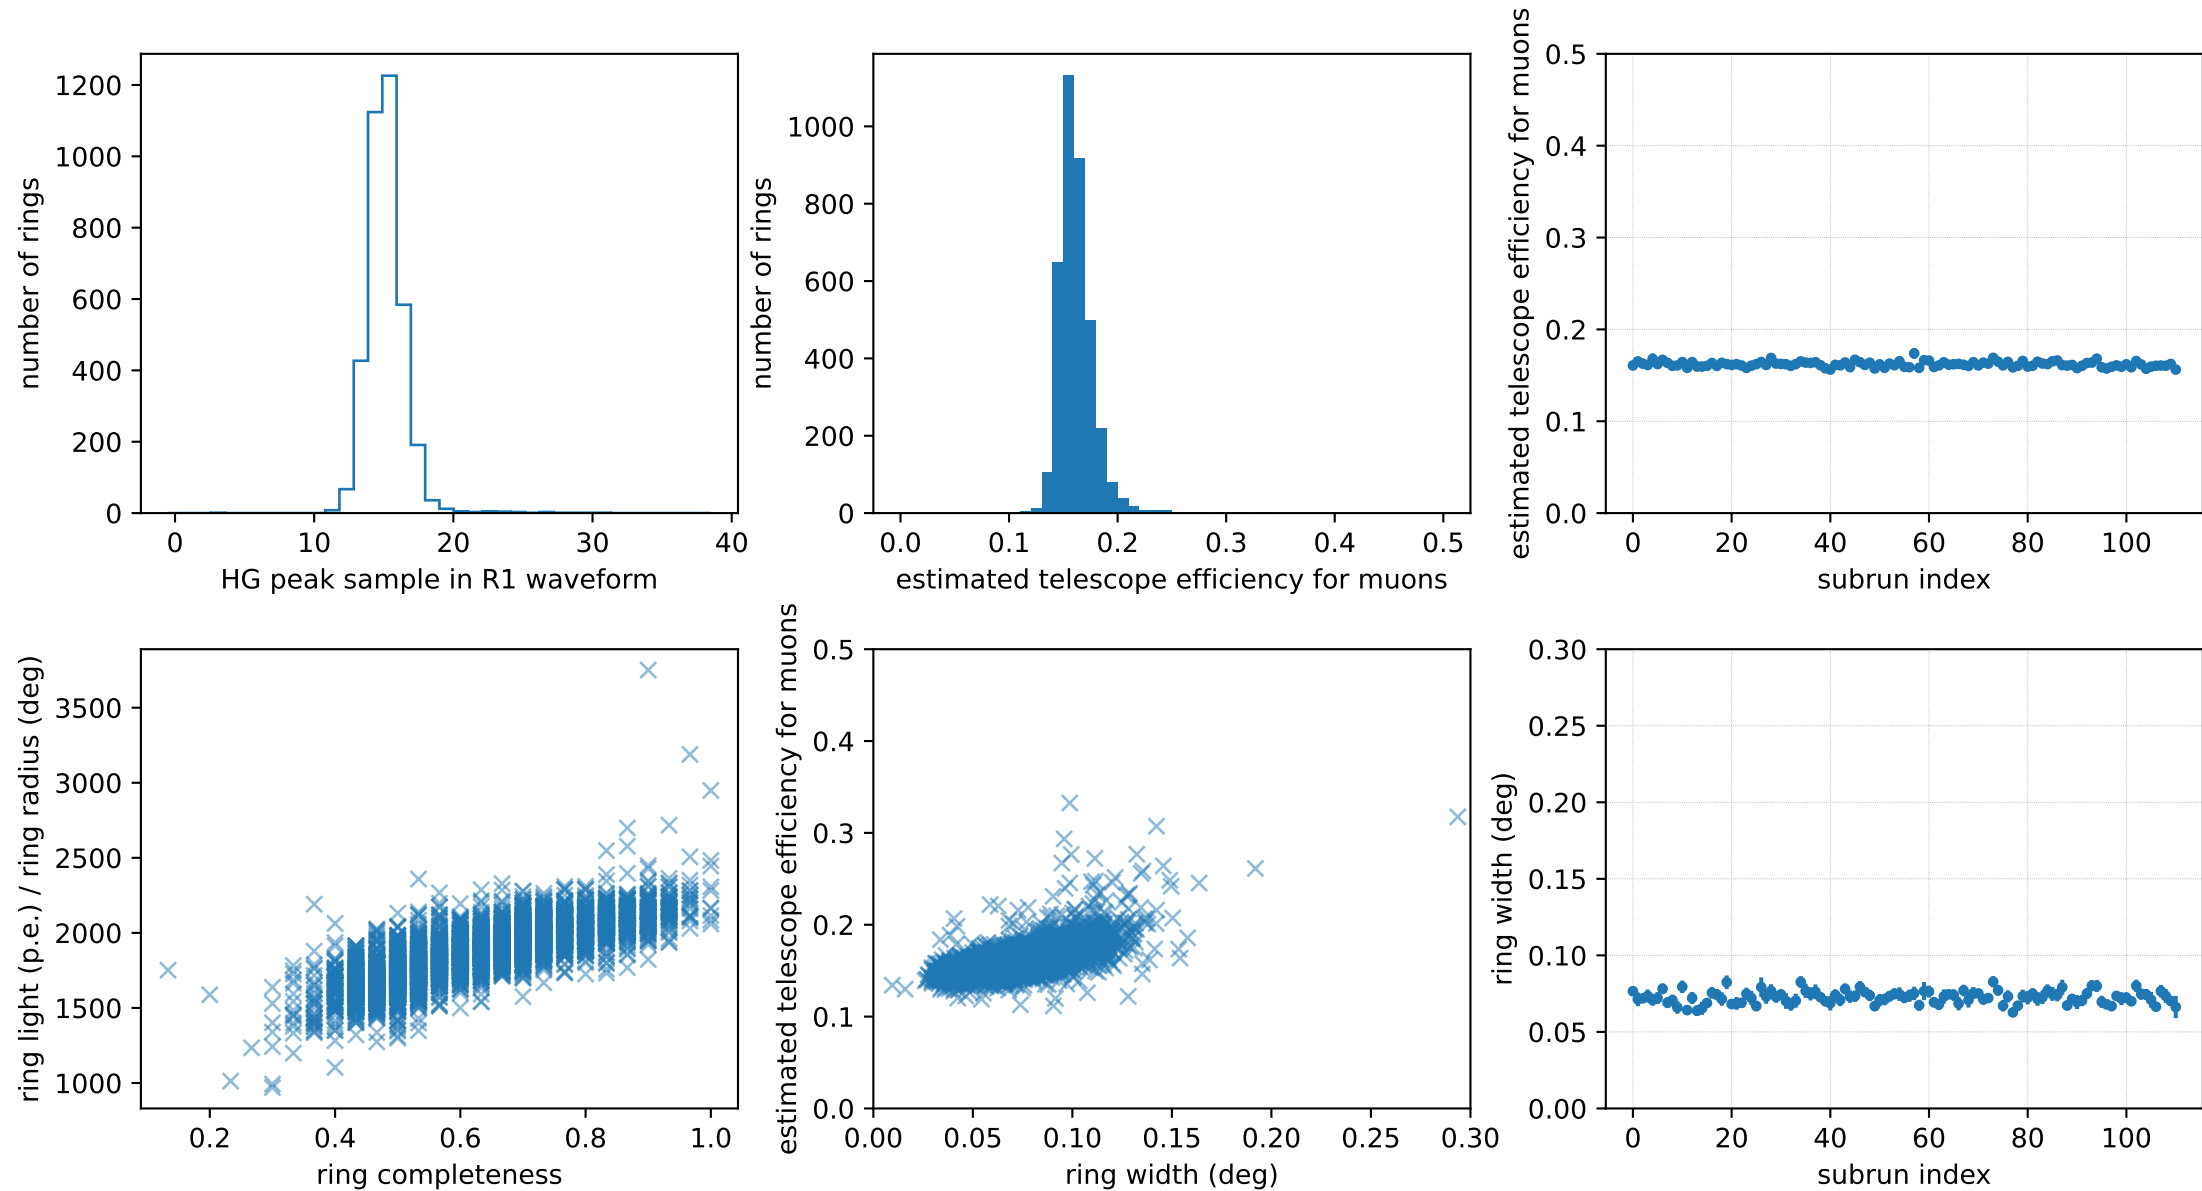 number of rings
1200
1000
800
600
400
200
0
0 10 20 30 40
HG peak sample in R1 waveform
number of rings
1000
800
600
400
200
0
0.0 0.1 0.2 0.3 0.4 0.5
estimated telescope efficiency for muons
estimated telescope efficiency for muons
0.5
0.4
0.3
0.2
0.1
0.0
0 20 40 60 80 100
subrun index
ring light (p.e.) / ring radius (deg)
3500
3000
2500
2000
1500
1000
0.2 0.4 0.6 0.8 1.0
ring completeness
estimated telescope efficiency for muons
0.5
0.4
0.3
0.2
0.1
0.0
0.00 0.05 0.10 0.15 0.20 0.25 0.30
ring width (deg)
ring width (deg)
0.30
0.25
0.20
0.15
0.10
0.05
0.00
0 20 40 60 80 100
subrun index